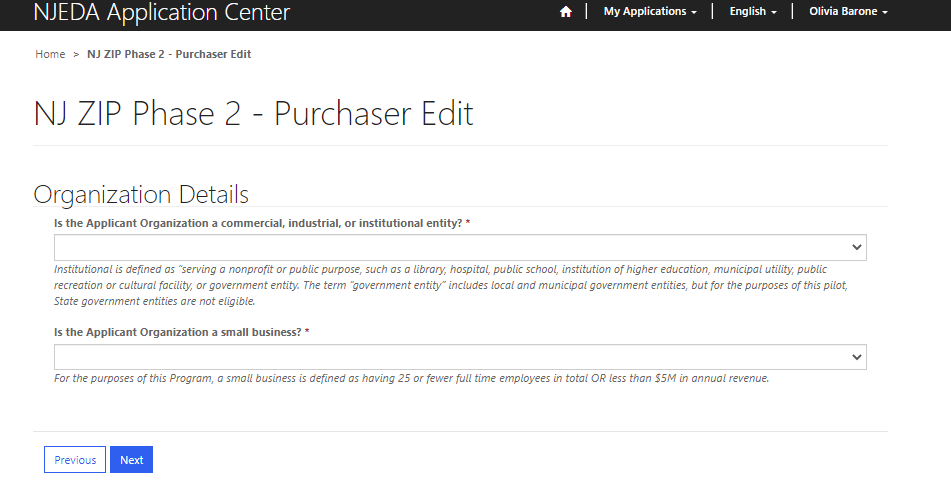 NJEDA Application Center
My Applications
English
Olivia Barone
Home > NJ ZIP Phase 2 - Purchaser Edit
NJ ZIP Phase 2 - Purchaser Edit
Organization Details
Is the Applicant Organization a commercial, industrial, or institutional entity? *
Institutional is defined as "serving a nonprofit or public purpose, such as a library, hospital, public school, institution of higher education, municipal utility, public
recreation or cultural facility, or government entity. The term "government entity" includes local and municipal government entities, but for the purposes of this pilot,
State government entities are not eligible.
Is the Applicant Organization a small business? *
For the purposes of this Program, a small business is defined as having 25 or fewer full time employees in total OR less than $5M in annual revenue.
Previous
Next